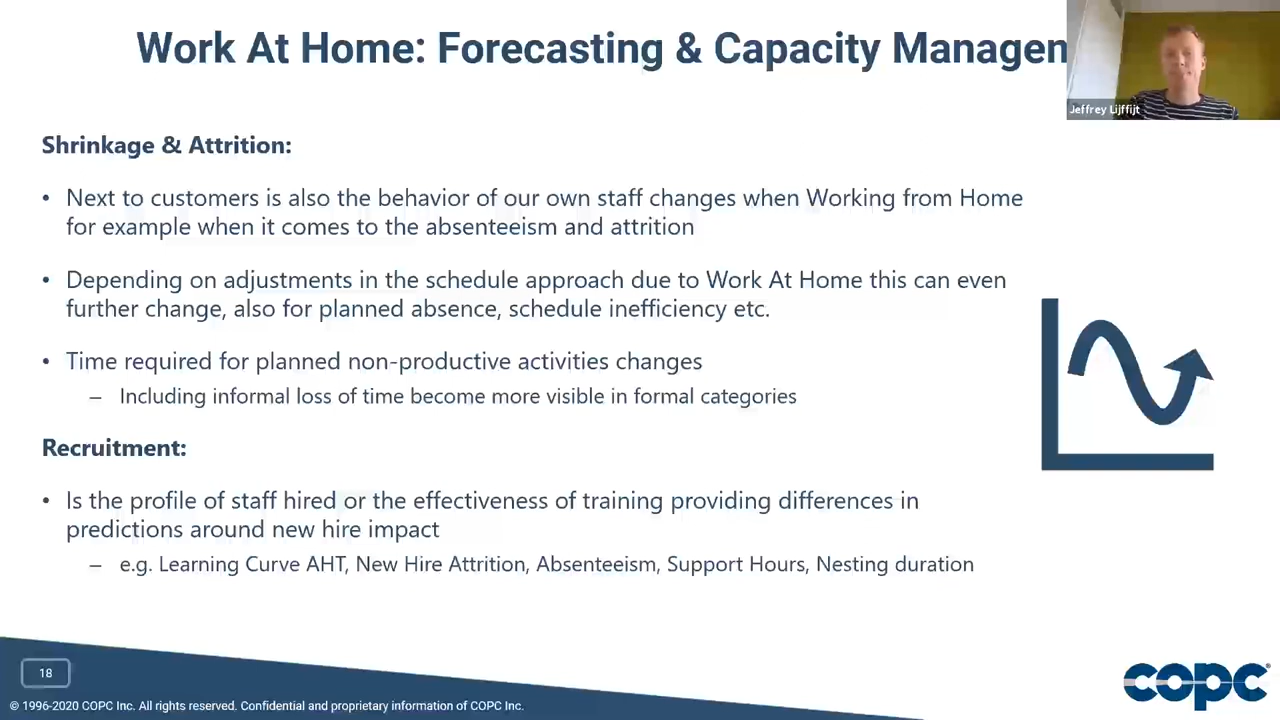 Work At Home: Forecasting & Capacity Managen
Jeffrey Lijffijt
Shrinkage & Attrition:
• Next to customers is also the behavior of our own staff changes when Working from Home
for example when it comes to the absenteeism and attrition
• Depending on adjustments in the schedule approach due to Work At Home this can even
further change, also for planned absence, schedule inefficiency etc.
• Time required for planned non-productive activities changes
– Including informal loss of time become more visible in formal categories
Recruitment:
• Is the profile of staff hired or the effectiveness of training providing differences in
predictions around new hire impact
– e.g. Learning Curve AHT, New Hire Attrition, Absenteeism, Support Hours, Nesting duration
18
copc®
© 1996-2020 COPC Inc. All rights reserved. Confidential and proprietary information of COPC Inc.